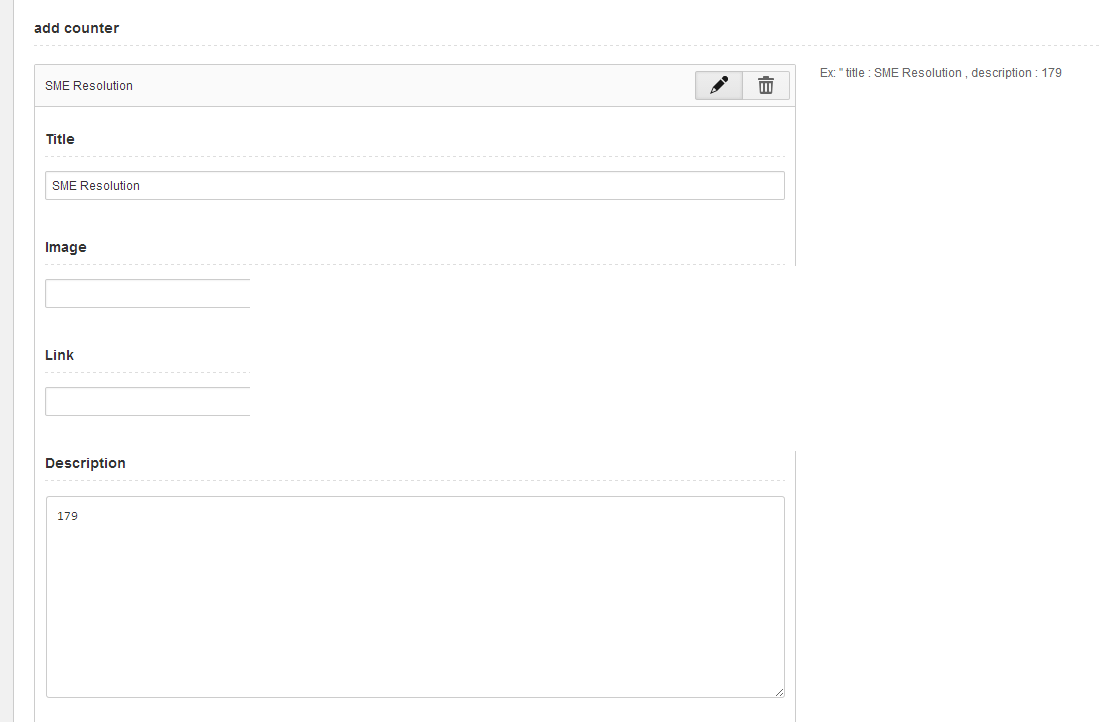 add counter
SME Resolution
Ex: " title : SME Resolution , description : 179
Title
SME Resolution
Image
Link
Description
179